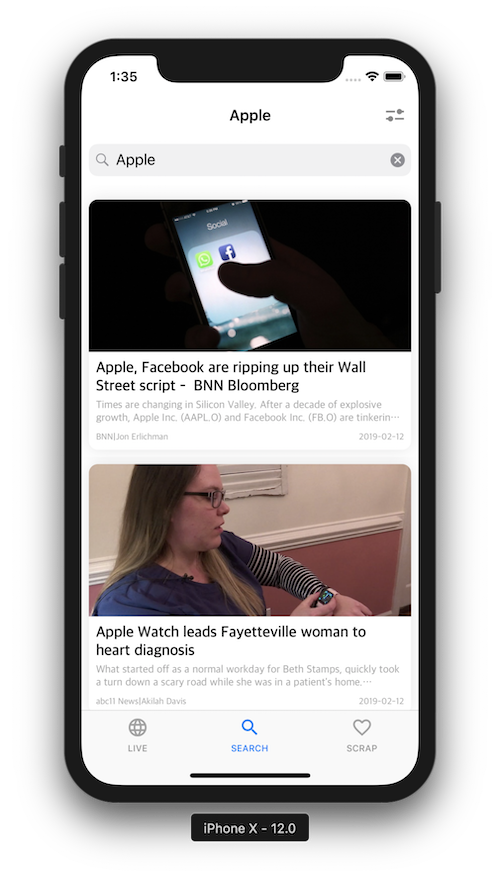 1:35
Apple
Apple
Social
Apple, Facebook are ripping up their Wall
Street script - BNN Bloomberg
Times are changing in Silicon Valley. After a decade of explosive
growth, Apple Inc. (AAPL.O) and Facebook Inc. (FB.O) are tinkerin···
BNN|Jon Erlichman 2019-02-12
Apple Watch leads Fayetteville woman to
heart diagnosis
What started off as a normal workday for Beth Stamps, quickly took
a turn down a scary road while she was in a patient's home.···
abc11 News|Akilah Davis 2019-02-12
LIVE SEARCH SCRAP
iPhone X – 12.0